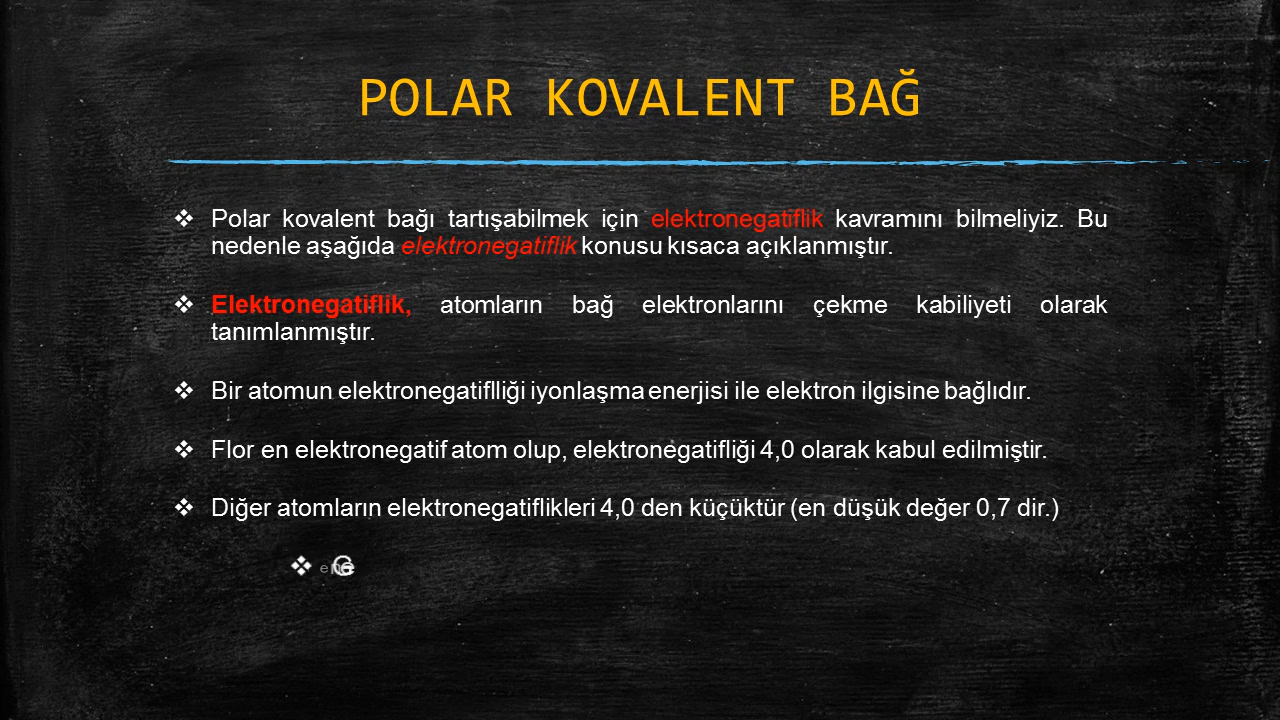 POLAR KOVALENT BAĞ
❖ Polar kovalent bağı tartışabilmek için elektronegatiflik kavramını bilmeliyiz. Bu
nedenle aşağıda elektronegatiflik konusu kısaca açıklanmıştır.
❖ Elektronegatiflik, atomların bağ elektronlarını çekme kabiliyeti olarak
tanımlanmıştır.
❖ Bir atomun elektronegatiflliği iyonlaşma enerjisi ile elektron ilgisine bağlıdır.
❖ Flor en elektronegatif atom olup, elektronegatifliği 4,0 olarak kabul edilmiştir.
❖ Diğer atomların elektronegatiflikleri 4,0 den küçüktür (en düşük değer 0,7 dir.)